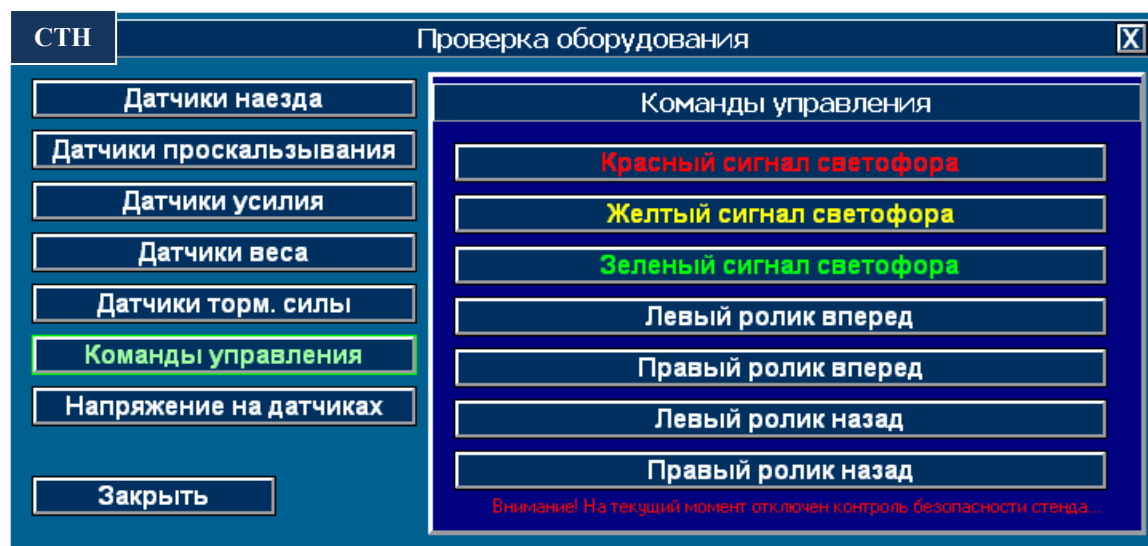 СТН
Проверка оборудования
X
Датчики наезда
Датчики проскальзывания
Датчики усилия
Датчики веса
Датчики торм. силы
Команды управления
Напряжение на датчиках
Закрыть
Команды управления
Красный сигнал светофора
Желтый сигнал светофора
Зеленый сигнал светофора
Левый ролик вперед
Правый ролик вперед
Левый ролик назад
Правый ролик назад
Внимание! На текущий момент отключен контроль безопасности стенда...